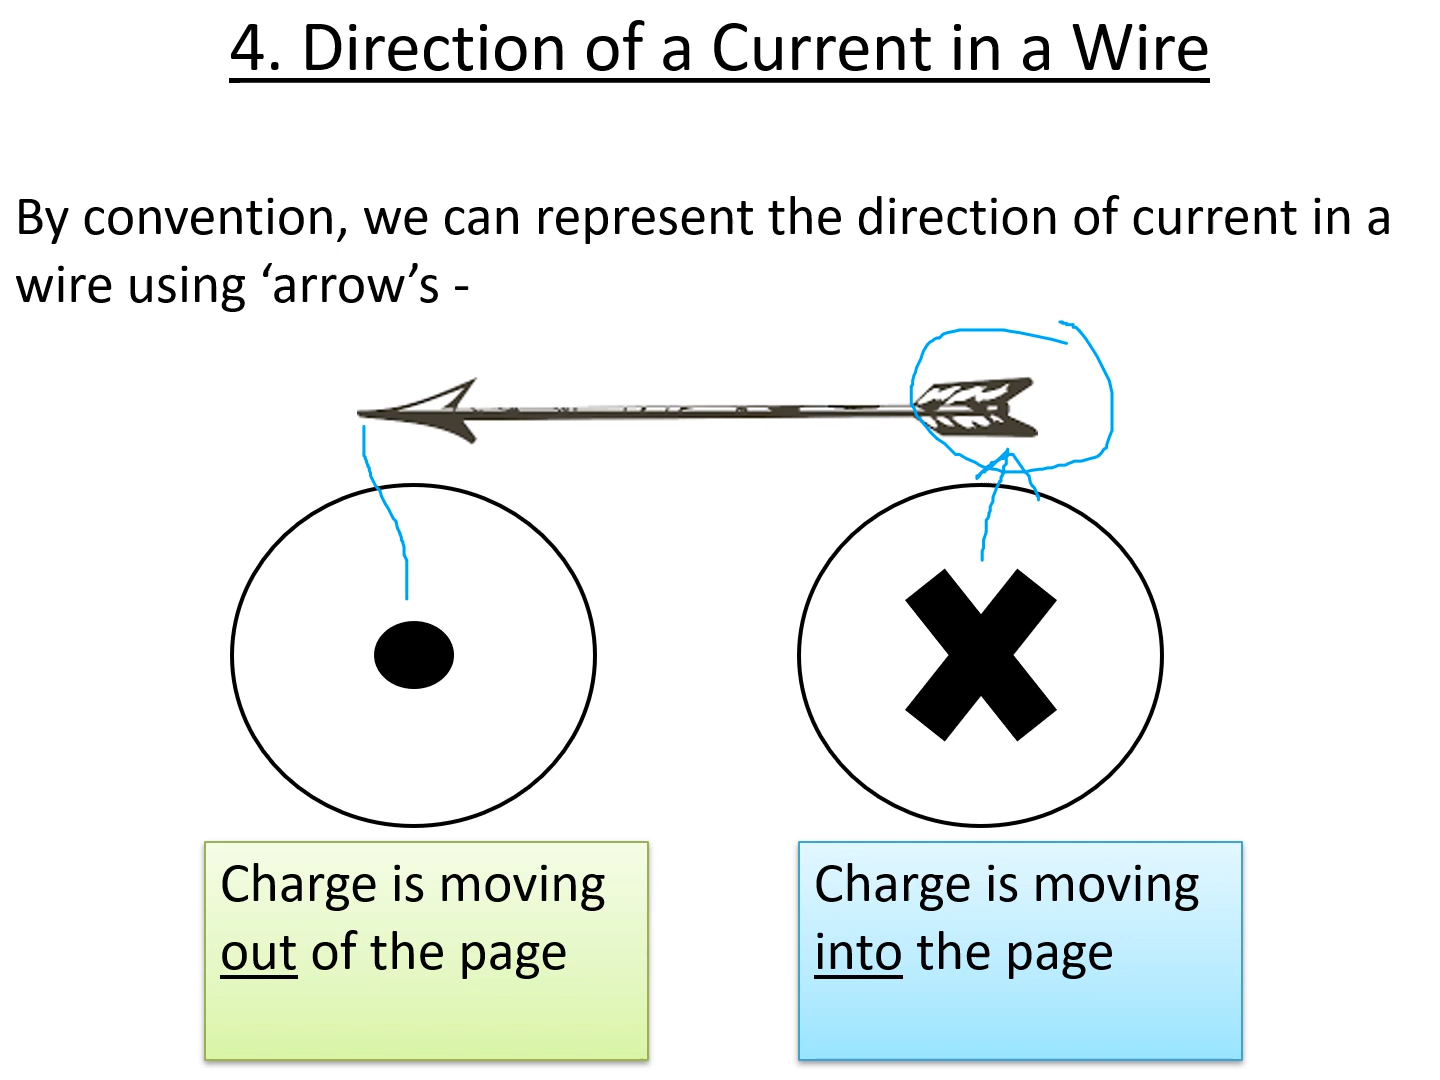 4. Direction of a Current in a Wire
By convention, we can represent the direction of current in a
wire using ‘arrow’s -
Charge is moving
out of the page
Charge is moving
into the page